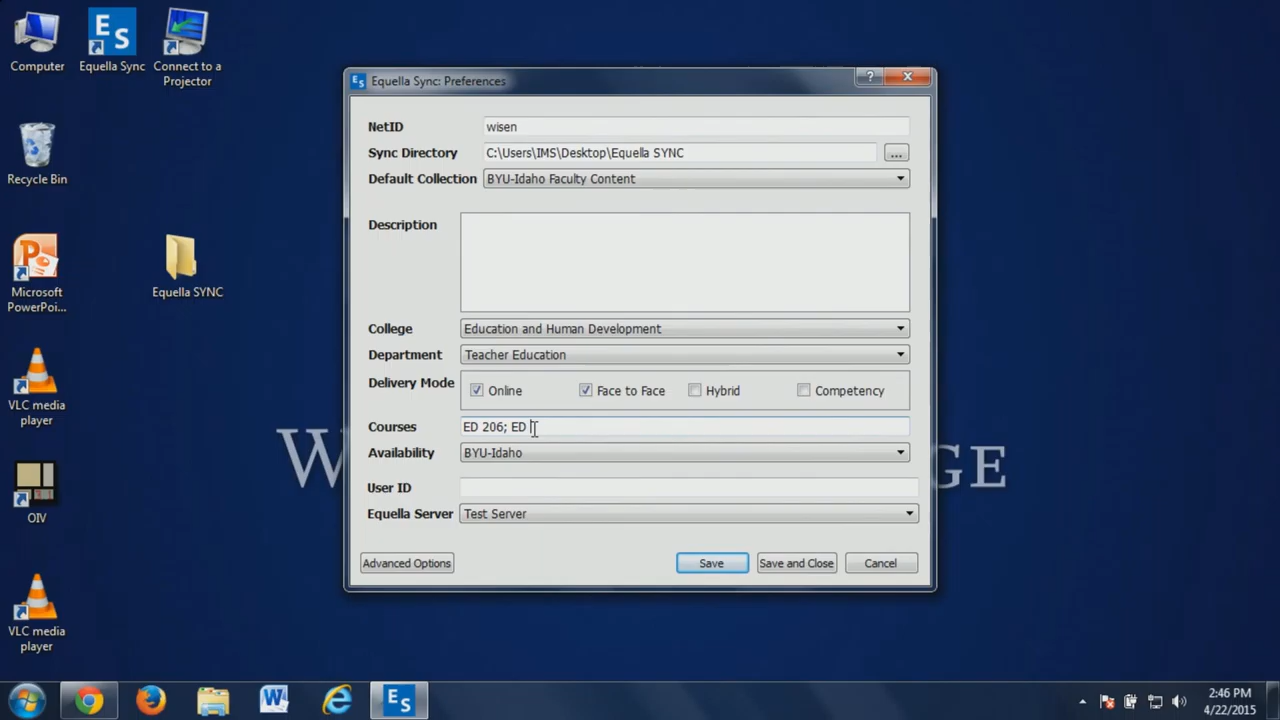 Computer
Equella Sync
Connect to a
Projector
Recycle Bin
Microsoft
PowerPoi...
Equella SYNC
VLC media
player
OIV
VLC media
player
Equella Sync: Preferences
NetID
wisen
Sync Directory
C:\Users\IMS\Desktop\Equella SYNC
...
Default Collection
BYU-Idaho Faculty Content
Description
College
Education and Human Development
Department
Teacher Education
Delivery Mode
Online
Face to Face
Hybrid
Competency
Courses
ED 206; ED
Availability
BYU-Idaho
User ID
Equella Server
Test Server
Advanced Options
Save
Save and Close
Cancel
2:46 PM
4/22/2015